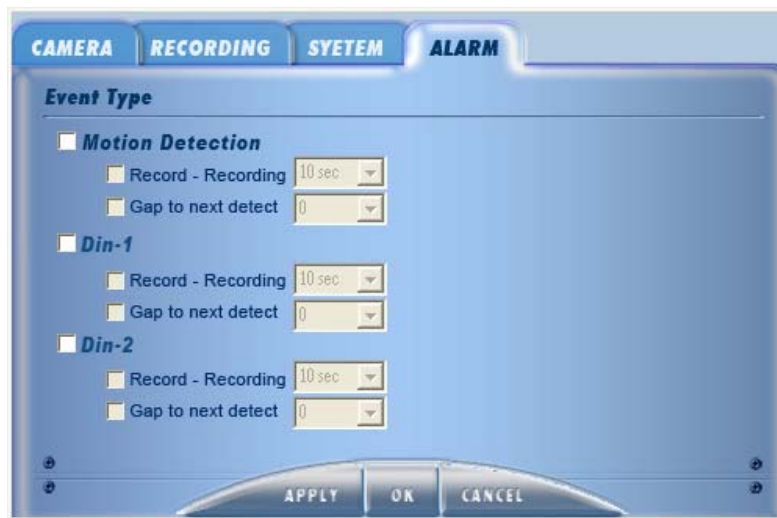 CAMERA RECORDING SYETEM ALARM
Event Type
Motion Detection
Record - Recording 10 sec
Gap to next detect 0
Din-1
Record - Recording 10 sec
Gap to next detect 0
Din-2
Record - Recording 10 sec
Gap to next detect 0
APPLY OK CANCEL